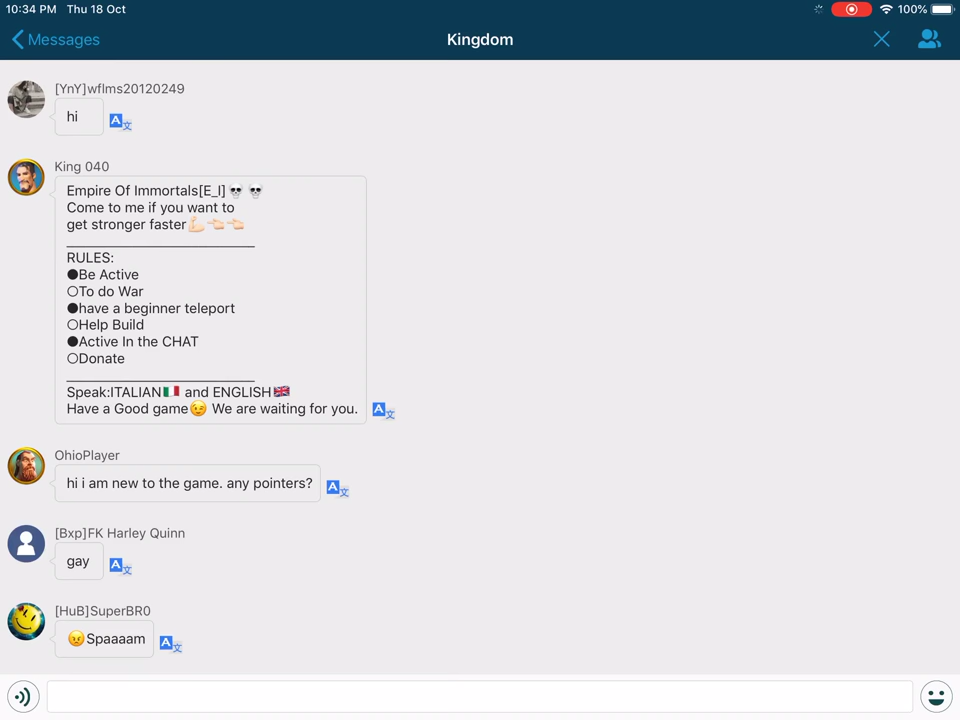 10:34 PM Thu 18 Oct 100%
Messages Kingdom
[YnY]wflms20120249
hi
King 040
Empire Of Immortals[E_I]☠️☠️
Come to me if you want to
get stronger faster💪🏻👈🏻👈🏻
RULES:
●Be Active
○To do War
●have a beginner teleport
○Help Build
●Active In the CHAT
○Donate
Speak:ITALIAN🇮🇹 and ENGLISH🇬🇧
Have a Good game😉 We are waiting for you.
OhioPlayer
hi i am new to the game. any pointers?
[Bxp]FK Harley Quinn
gay
[HuB]SuperBR0
😠Spaaaam